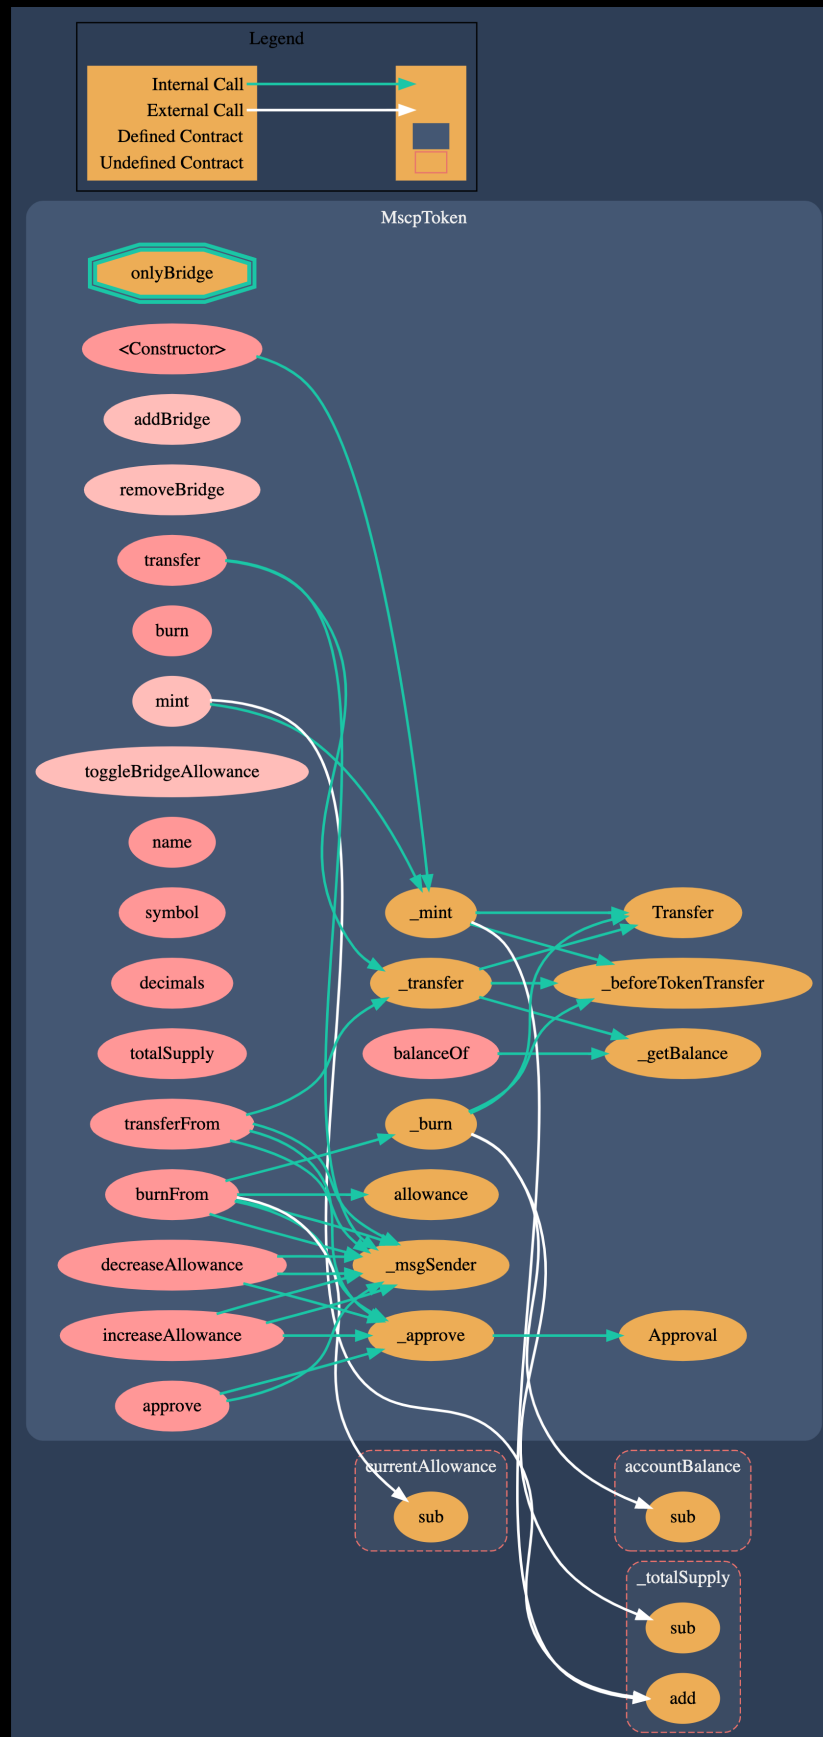 Legend
Internal Call
External Call
Defined Contract
Undefined Contract
MscpToken
onlyBridge
<Constructor>
addBridge
removeBridge
transfer
burn
mint
toggleBridgeAllowance
name
symbol
decimals
totalSupply
transferFrom
burnFrom
decreaseAllowance
increaseAllowance
approve
_mint
_transfer
balanceOf
_burn
allowance
_msgSender
_approve
Transfer
_beforeTokenTransfer
_getBalance
Approval
currentAllowance
sub
accountBalance
sub
_totalSupply
sub
add